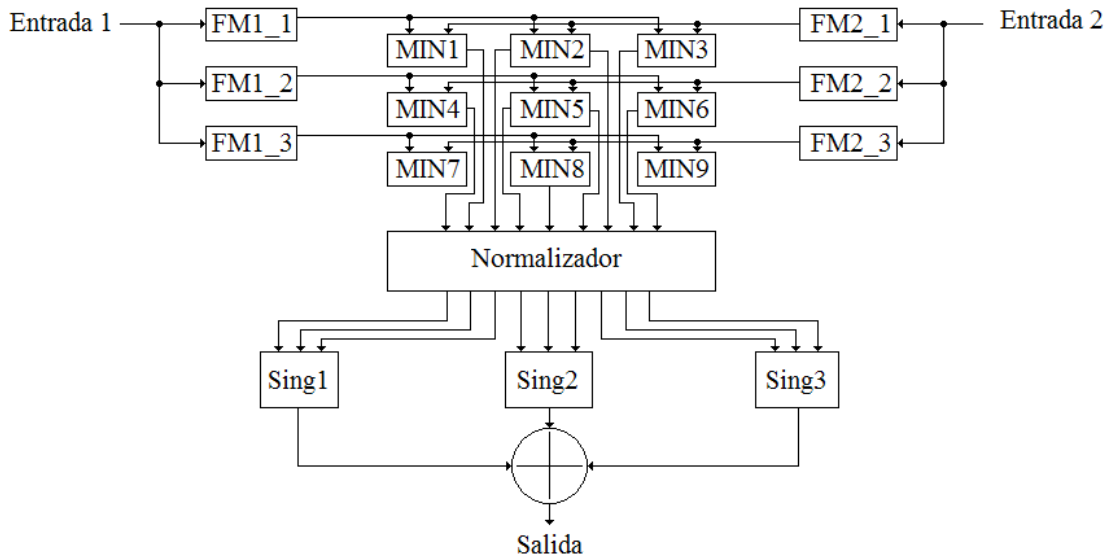 Entrada 1
FM1_1
FM2_1
Entrada 2
MIN1
MIN2
MIN3
FM1_2
FM2_2
MIN4
MIN5
MIN6
FM1_3
FM2_3
MIN7
MIN8
MIN9
Normalizador
Sing1
Sing2
Sing3
Salida